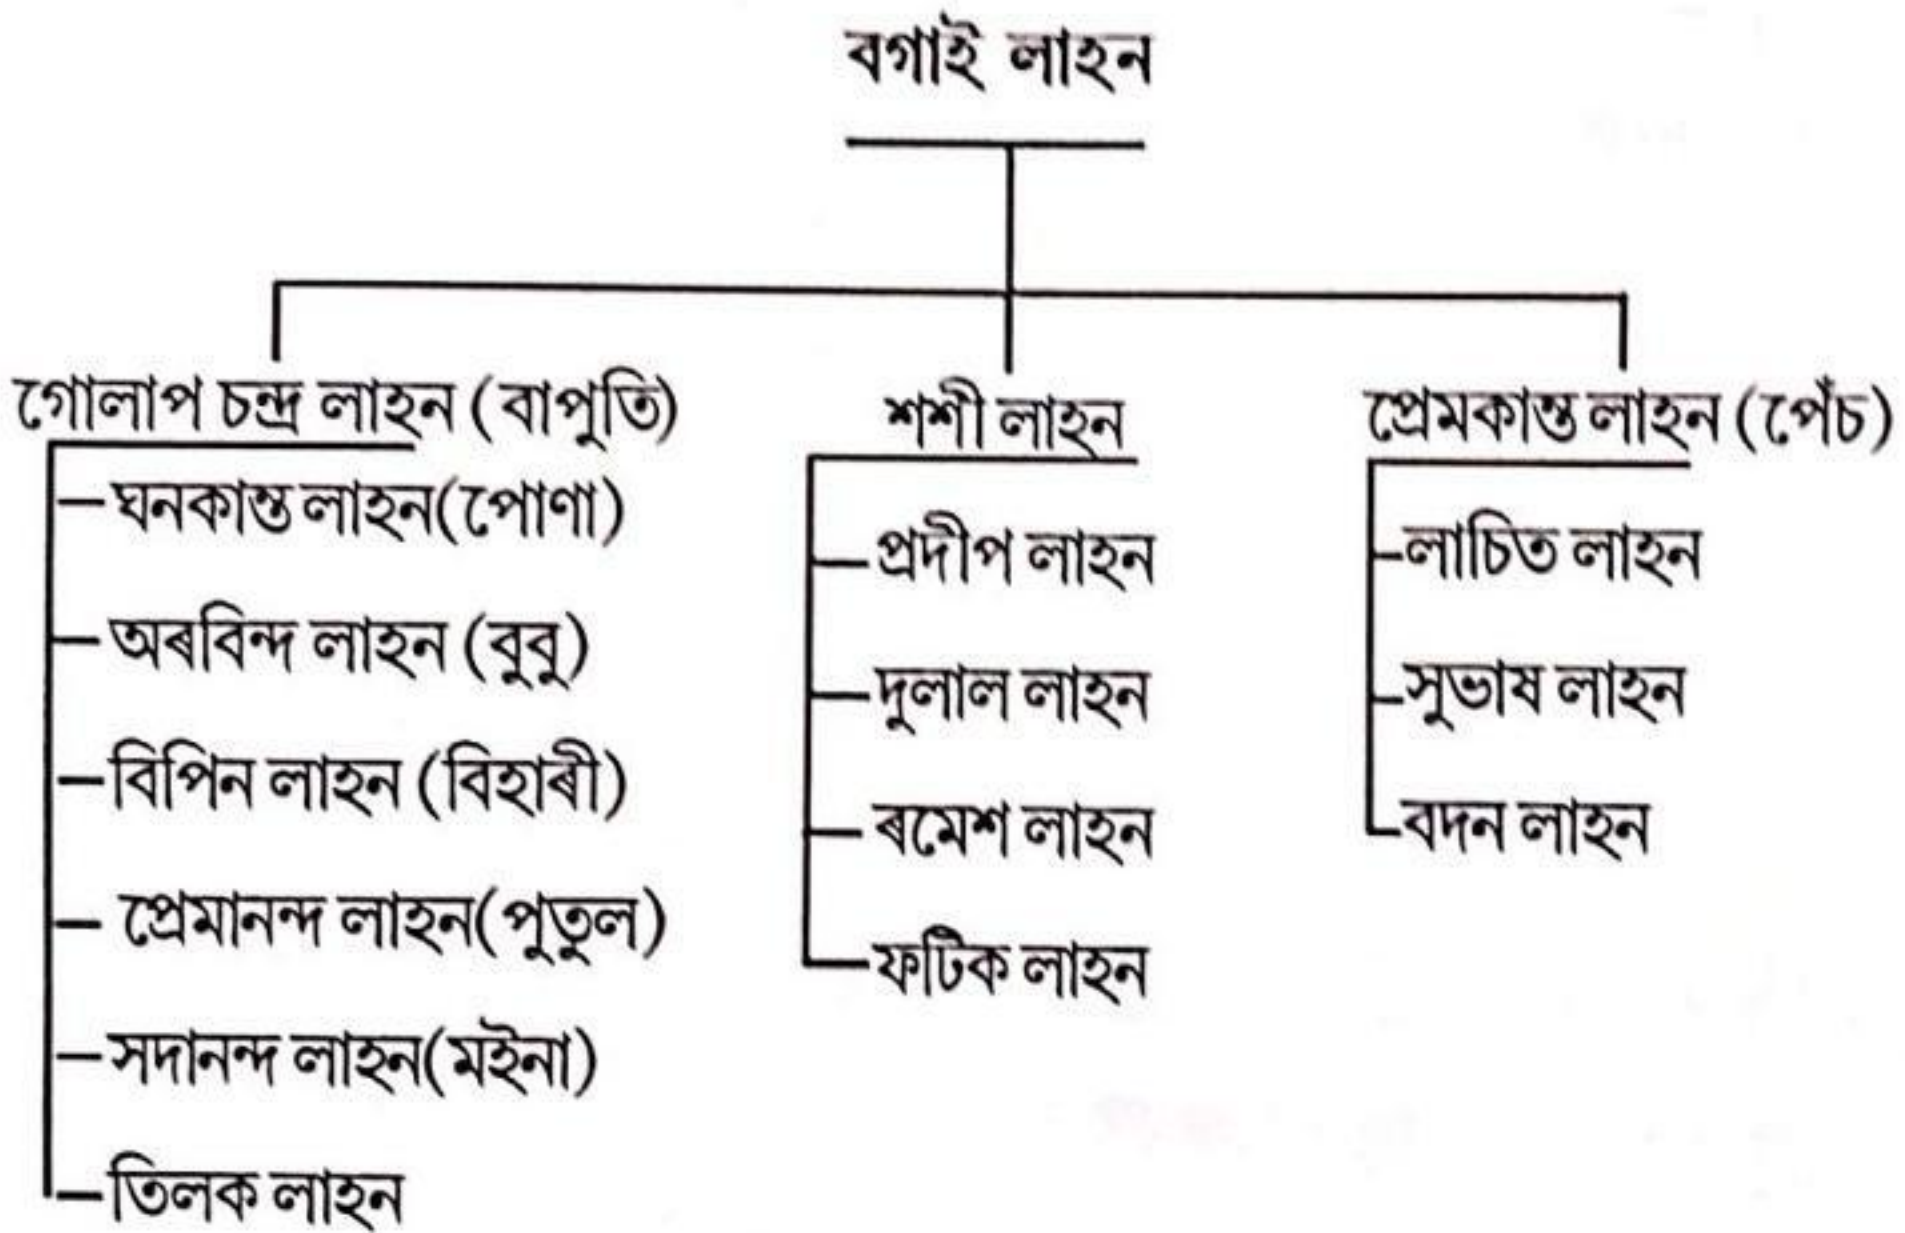 বগাই লাহন
গোলাপ চন্দ্ৰ লাহন (বাপুতি)
ঘনকান্ত লাহন(পোণা)
অৰবিন্দ লাহন (বুবু)
বিপিন লাহন (বিহাৰী)
প্ৰেমানন্দ লাহন(পুতুল)
সদানন্দ লাহন(মইনা)
তিলক লাহন
শশী লাহন
প্ৰদীপ লাহন
দুলাল লাহন
ৰমেশ লাহন
ফটিক লাহন
প্ৰেমকান্ত লাহন (পেঁচ)
লাচিত লাহন
সুভাষ লাহন
বদন লাহন